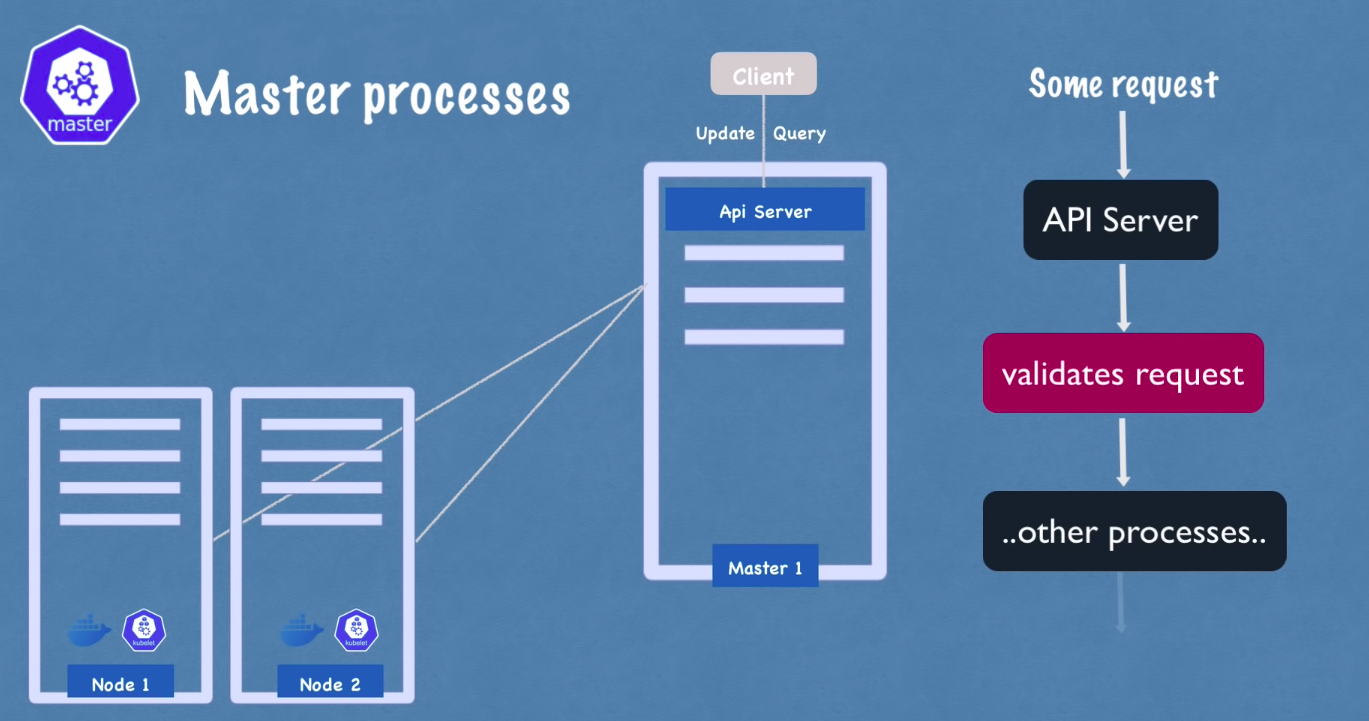 master
Master processes
Client
Update
Query
Api Server
Master 1
kubelet
Node 1
kubelet
Node 2
Some request
API Server
validates request
..other processes..